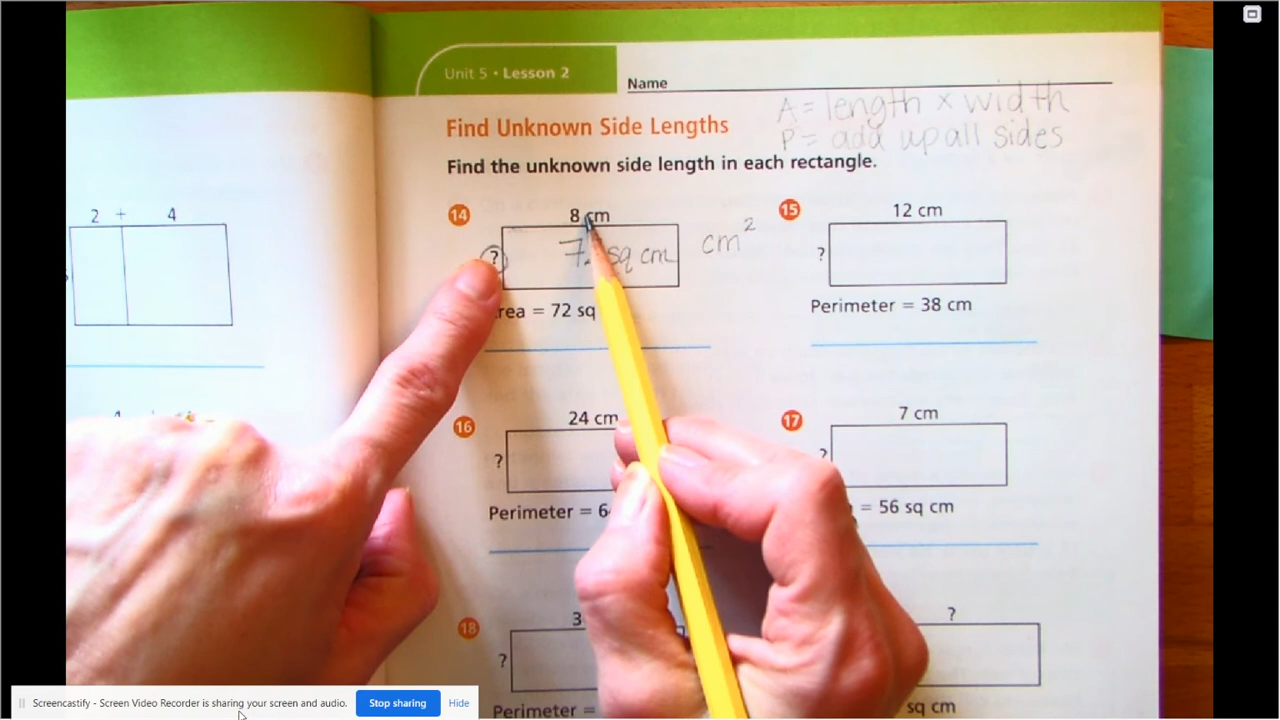 Unit 5 • Lesson 2
Name
A = length x width
P = add up all sides
Find Unknown Side Lengths
Find the unknown side length in each rectangle.
2 + 4
14
8 cm
?
sq cm
cm²
= 72 sq
15
12 cm
?
Perimeter = 38 cm
16
24 cm
?
Perimeter =
17
7 cm
?
= 56 sq cm
18
?
Perimeter =
?
sq cm
Screencastify - Screen Video Recorder is sharing your screen and audio.
Stop sharing
Hide